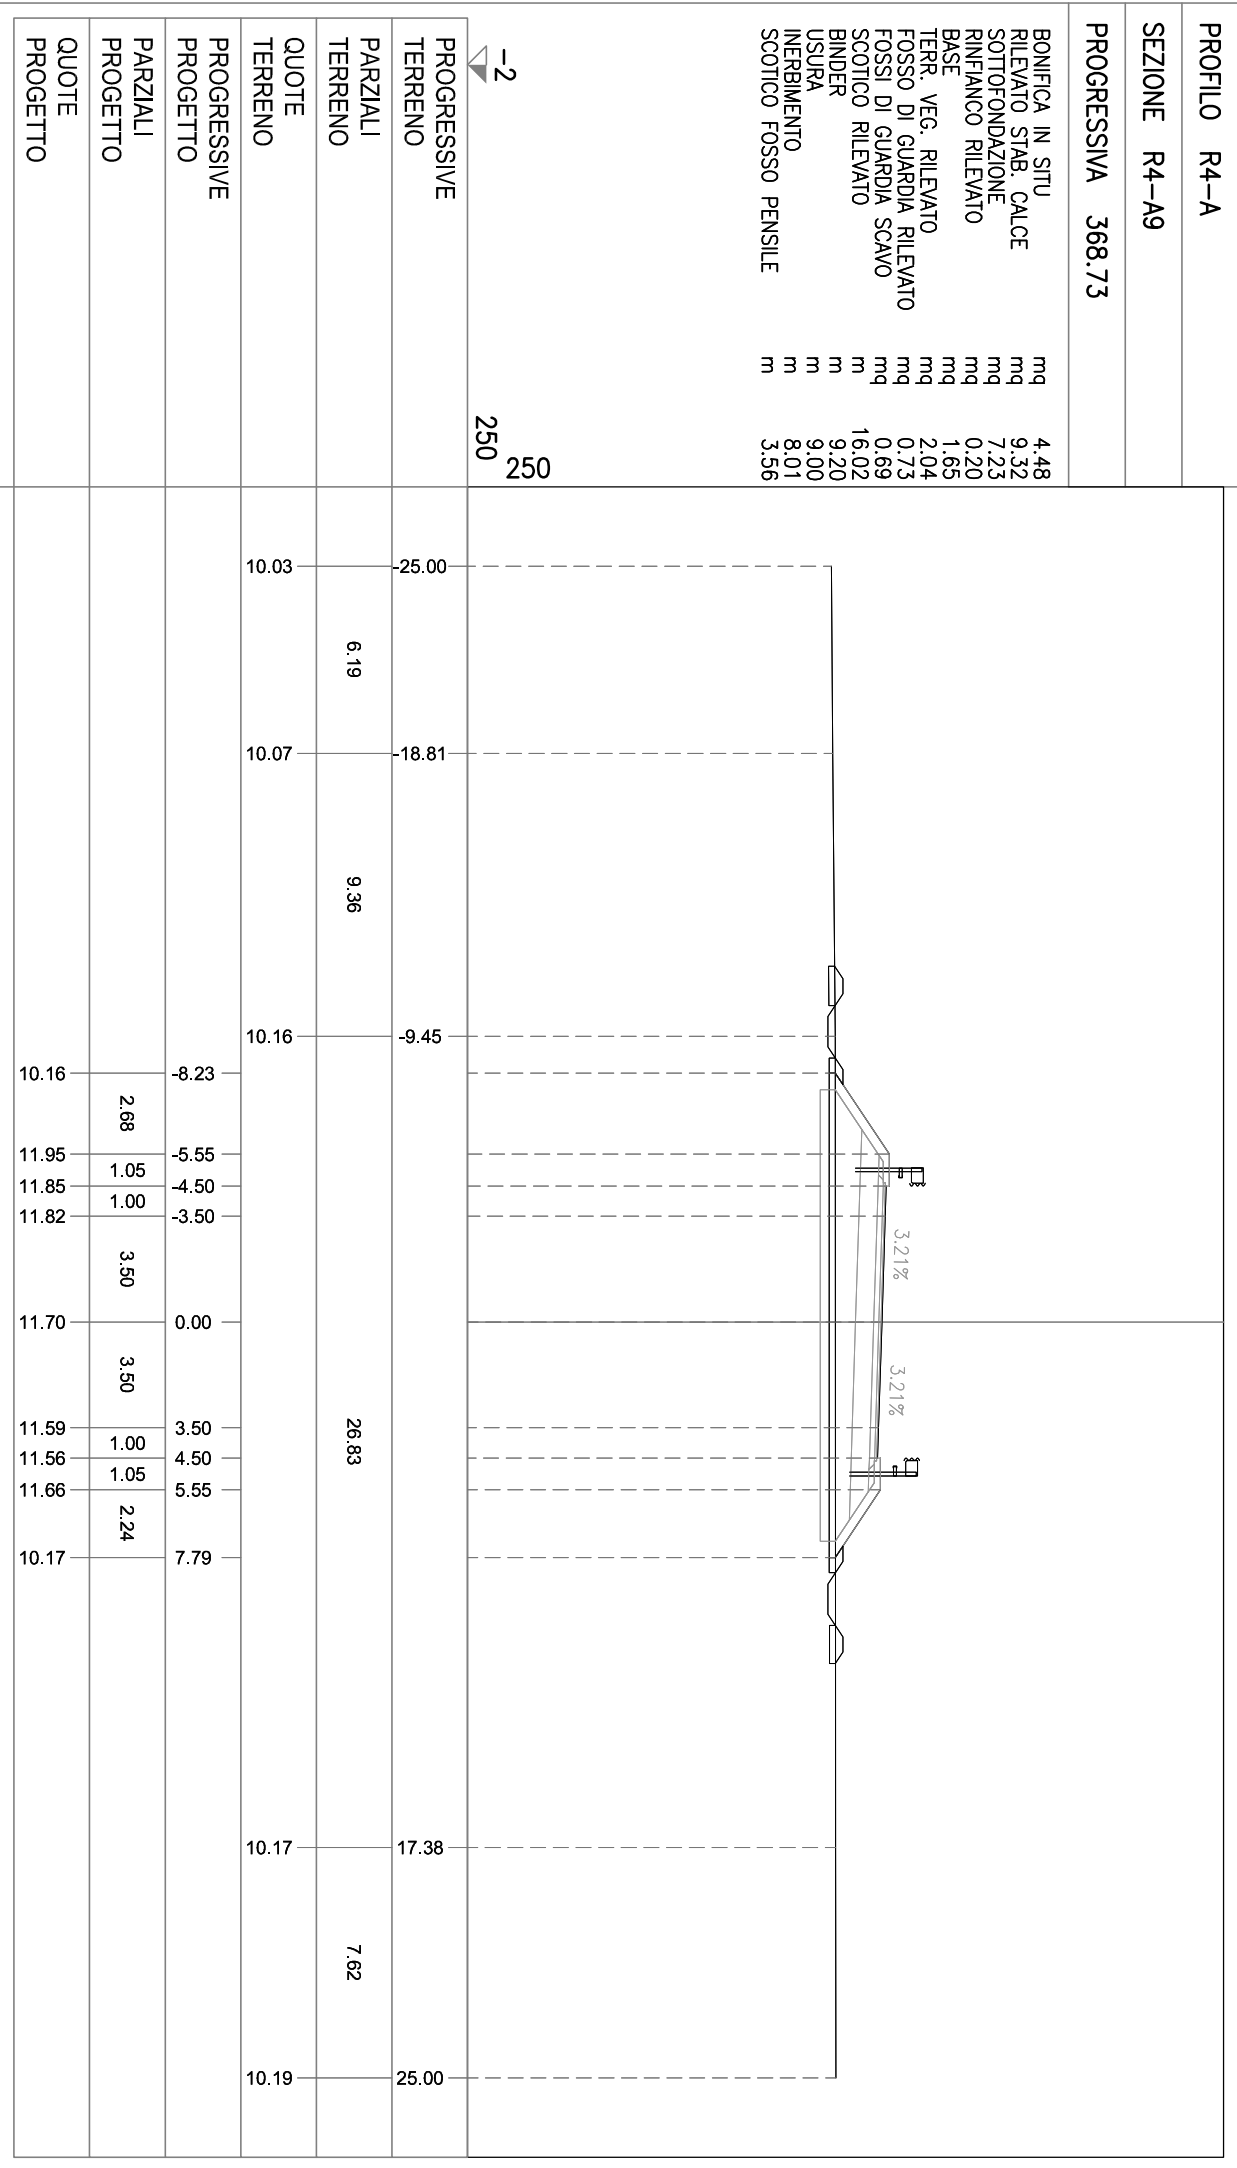 PROFILO R4-A
SEZIONE R4-A9
PROGRESSIVA 368.73
BONIFICA IN SITU mq 4.48
RILEVATO STAB. CALCE mq 9.32
SOTTOFONDAZIONE mq 7.23
RINFIANCO RILEVATO mq 0.20
BASE mq 1.65
TERR. VEG. RILEVATO mq 2.04
FOSSO DI GUARDIA RILEVATO mq 0.73
FOSSI DI GUARDIA SCAVO mq 0.69
SCOTICO RILEVATO m 16.02
BINDER m 9.20
USURA m 9.00
INERBIMENTO m 8.01
SCOTICO FOSSO PENSILE m 3.56
3.21% 3.21%
250
250
-2
PROGRESSIVE
TERRENO
-25.00 -18.81 -9.45 17.38 25.00
PARZIALI
TERRENO
6.19 9.36 26.83 7.62
QUOTE
TERRENO
10.03 10.07 10.16 10.17 10.19
PROGRESSIVE
PROGETTO
-8.23 -5.55 -4.50 -3.50 0.00 3.50 4.50 5.55 7.79
PARZIALI
PROGETTO
2.68 1.05 1.00 3.50 3.50 1.00 1.05 2.24
QUOTE
PROGETTO
10.16 11.95 11.85 11.82 11.70 11.59 11.56 11.66 10.17